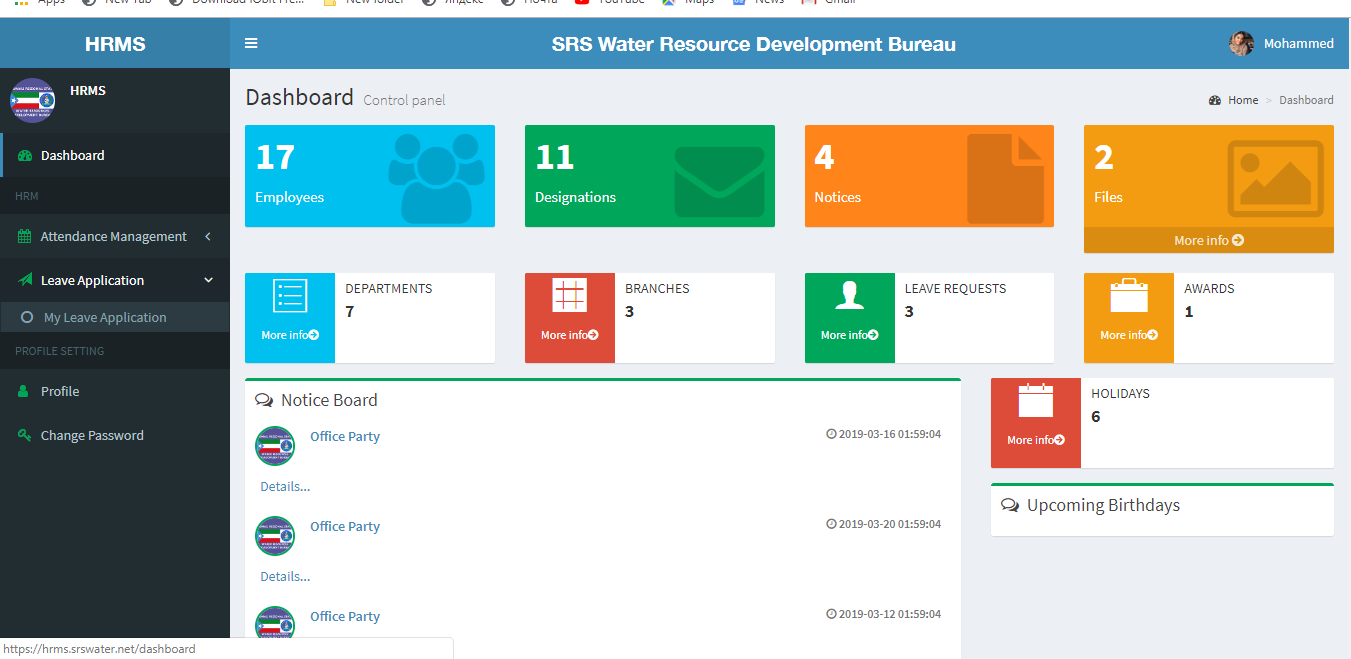 Apps New Tab Download IObit Pre... New folder Яндекс Почта YouTube Maps News Gmail
HRMS SRS Water Resource Development Bureau Mohammed
HRMS
Dashboard
HRM
Attendance Management
Leave Application
My Leave Application
PROFILE SETTING
Profile
Change Password
Dashboard Control panel Home > Dashboard
17
Employees
11
Designations
4
Notices
2
Files
More info
DEPARTMENTS
7
More info
BRANCHES
3
More info
LEAVE REQUESTS
3
More info
AWARDS
1
More info
Notice Board
Office Party 2019-03-16 01:59:04
Details...
Office Party 2019-03-20 01:59:04
Details...
Office Party 2019-03-12 01:59:04
HOLIDAYS
6
More info
Upcoming Birthdays
https://hrms.srswater.net/dashboard